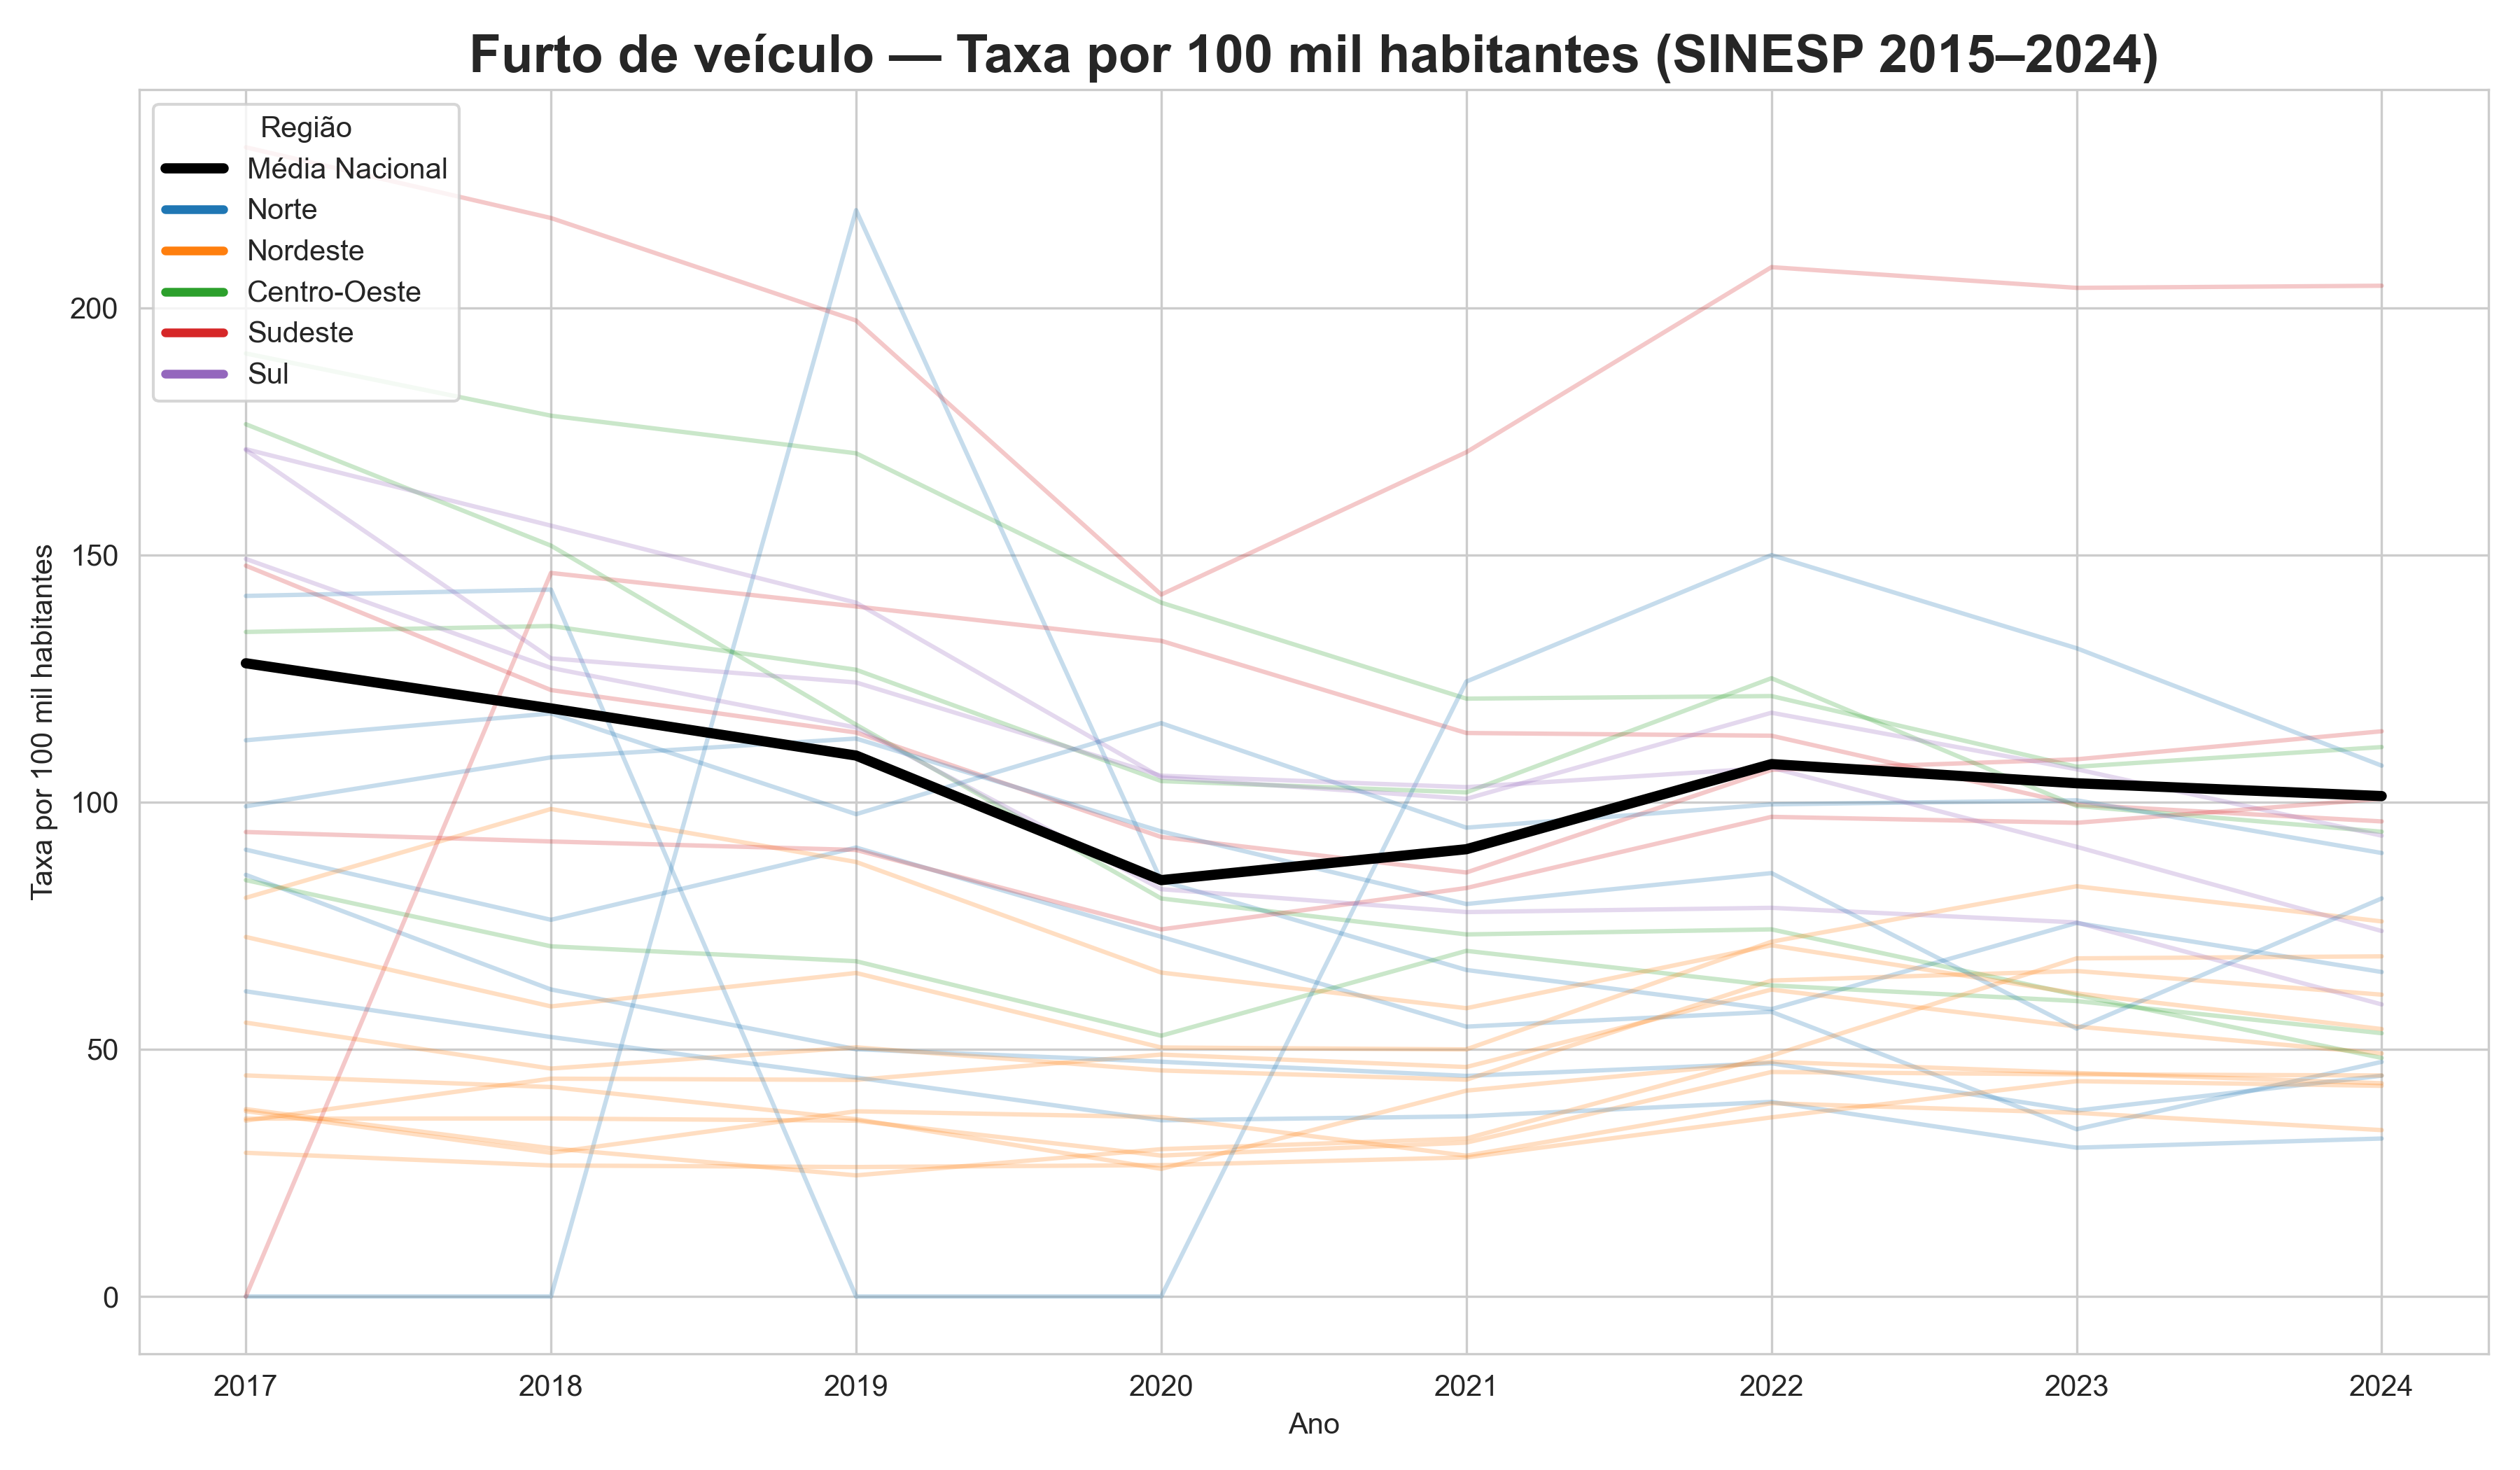 Furto de veículo — Taxa por 100 mil habitantes (SINESP 2015–2024)
Região
Média Nacional
Norte
Nordeste
Centro-Oeste
Sudeste
Sul
Taxa por 100 mil habitantes
200
150
100
50
0
2017 2018 2019 2020 2021 2022 2023 2024
Ano